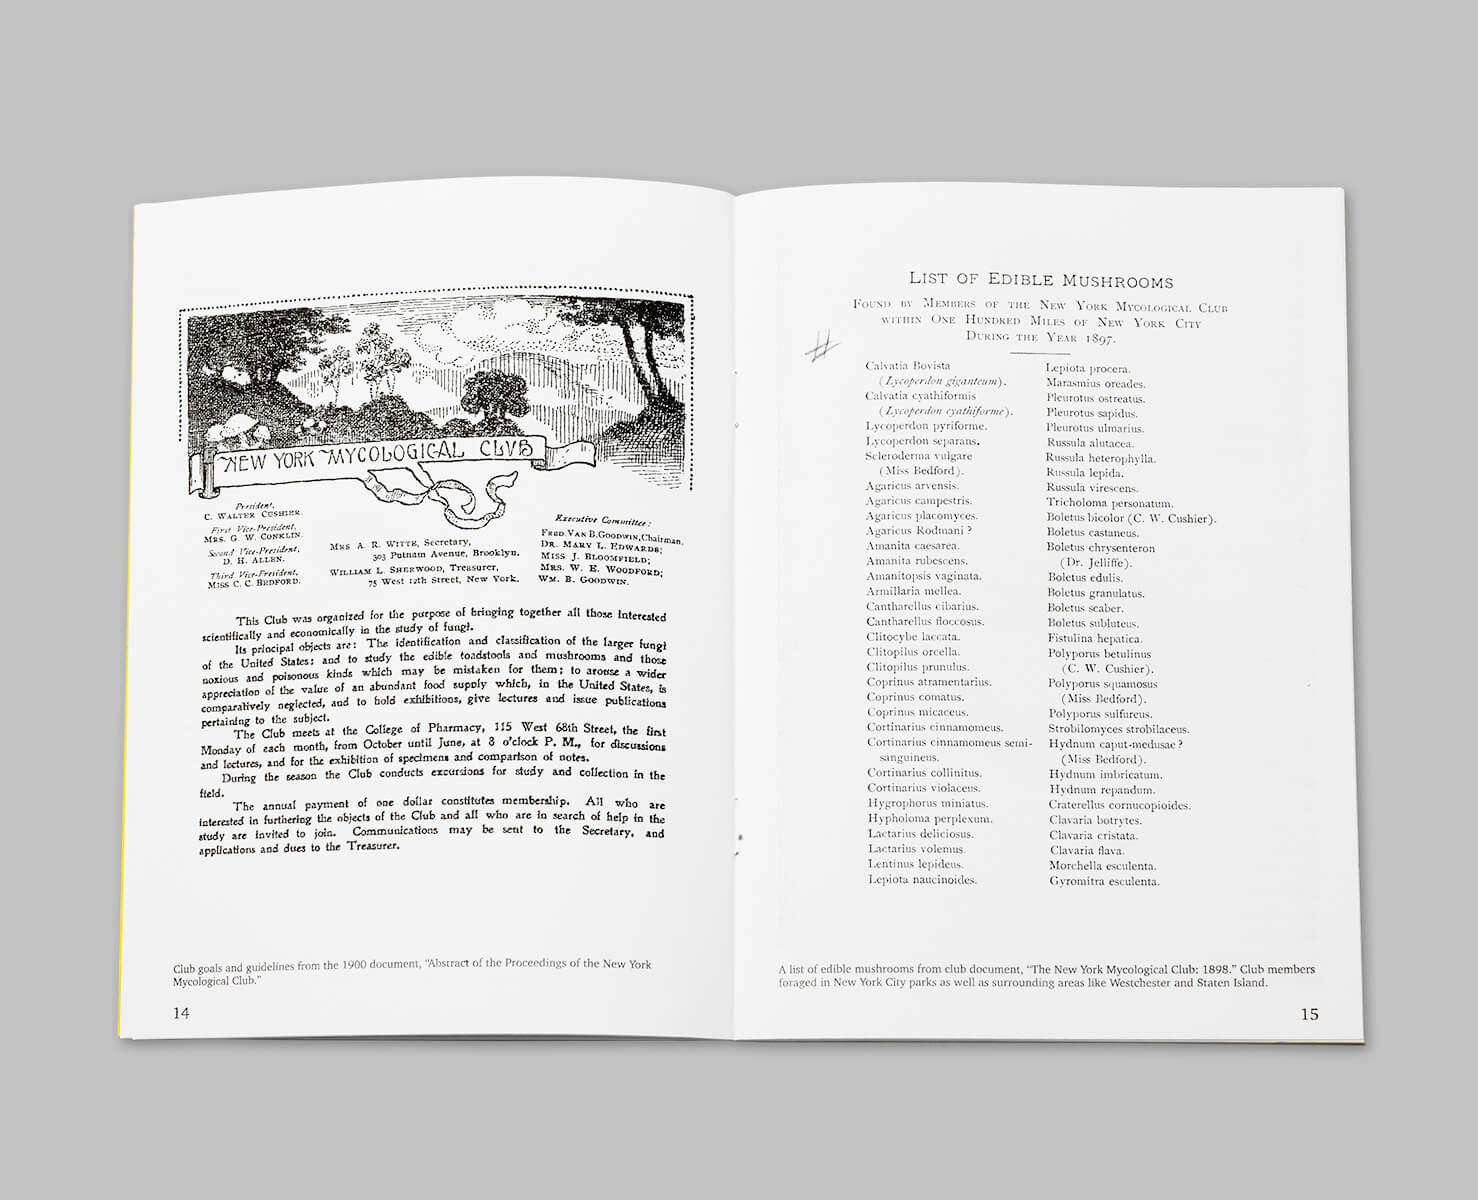 NEW YORK MYCOLOGICAL CLVB
President,
C. WALTER CUSHIER.
First Vice-President,
MRS. G. W. CONKLIN.
Second Vice-President,
D. H. ALLEN.
Third Vice-President,
MISS C. C. BEDFORD.
MRS A. R. WITTE, Secretary,
303 Putnam Avenue, Brooklyn.
WILLIAM L. SHERWOOD, Treasurer,
75 West 12th Street, New York.
Executive Committee:
FRED VAN B. GOODWIN, Chairman.
DR. MARY L. EDWARDS;
MISS J. BLOOMFIELD;
MRS. W. E. WOODFORD;
WM. B. GOODWIN.
This Club was organized for the purpose of bringing together all those interested
scientifically and economically in the study of fungi.
Its principal objects are: The identification and classification of the larger fungi
of the United States; and to study the edible toadstools and mushrooms and those
noxious and poisonous kinds which may be mistaken for them; to arouse a wider
appreciation of the value of an abundant food supply which, in the United States, is
comparatively neglected, and to hold exhibitions, give lectures and issue publications
pertaining to the subject.
The Club meets at the College of Pharmacy, 115 West 68th Street, the first
Monday of each month, from October until June, at 8 o'clock P. M., for discussions
and lectures, and for the exhibition of specimens and comparison of notes.
During the season the Club conducts excursions for study and collection in the
field.
The annual payment of one dollar constitutes membership. All who are
interested in furthering the objects of the Club and all who are in search of help in the
study are invited to join. Communications may be sent to the Secretary, and
applications and dues to the Treasurer.
Club goals and guidelines from the 1900 document, “Abstract of the Proceedings of the New York
Mycological Club.”
14
LIST OF EDIBLE MUSHROOMS
FOUND BY MEMBERS OF THE NEW YORK MYCOLOGICAL CLUB
WITHIN ONE HUNDRED MILES OF NEW YORK CITY
DURING THE YEAR 1897.
#
Calvatia Bovista
(Lycoperdon giganteum).
Calvatia cyathiformis
(Lycoperdon cyathiforme).
Lycoperdon pyriforme.
Lycoperdon separans.
Scleroderma vulgare
(Miss Bedford).
Agaricus arvensis.
Agaricus campestris.
Agaricus placomyces.
Agaricus Rodmani ?
Amanita caesarea.
Amanita rubescens.
Amanitopsis vaginata.
Armillaria mellea.
Cantharellus cibarius.
Cantharellus floccosus.
Clitocybe laccata.
Clitopilus orcella.
Clitopilus prunulus.
Coprinus atramentarius.
Coprinus comatus.
Coprinus micaceus.
Cortinarius cinnamomeus.
Cortinarius cinnamomeus semi-
sanguineus.
Cortinarius collinitus.
Cortinarius violaceus.
Hygrophorus miniatus.
Hypholoma perplexum.
Lactarius deliciosus.
Lactarius volemus.
Lentinus lepideus.
Lepiota naucinoides.
Lepiota procera.
Marasmius oreades.
Pleurotus ostreatus.
Pleurotus sapidus.
Pleurotus ulmarius.
Russula alutacea.
Russula heterophylla.
Russula lepida.
Russula virescens.
Tricholoma personatum.
Boletus bicolor (C. W. Cushier).
Boletus castaneus.
Boletus chrysenteron
(Dr. Jelliffe).
Boletus edulis.
Boletus granulatus.
Boletus scaber.
Boletus subluteus.
Fistulina hepatica.
Polyporus betulinus
(C. W. Cushier).
Polyporus squamosus
(Miss Bedford).
Polyporus sulfureus.
Strobilomyces strobilaceus.
Hydnum caput-medusae ?
(Miss Bedford).
Hydnum imbricatum.
Hydnum repandum.
Craterellus cornucopioides.
Clavaria botrytes.
Clavaria cristata.
Clavaria flava.
Morchella esculenta.
Gyromitra esculenta.
A list of edible mushrooms from club document, “The New York Mycological Club: 1898.” Club members
foraged in New York City parks as well as surrounding areas like Westchester and Staten Island.
15